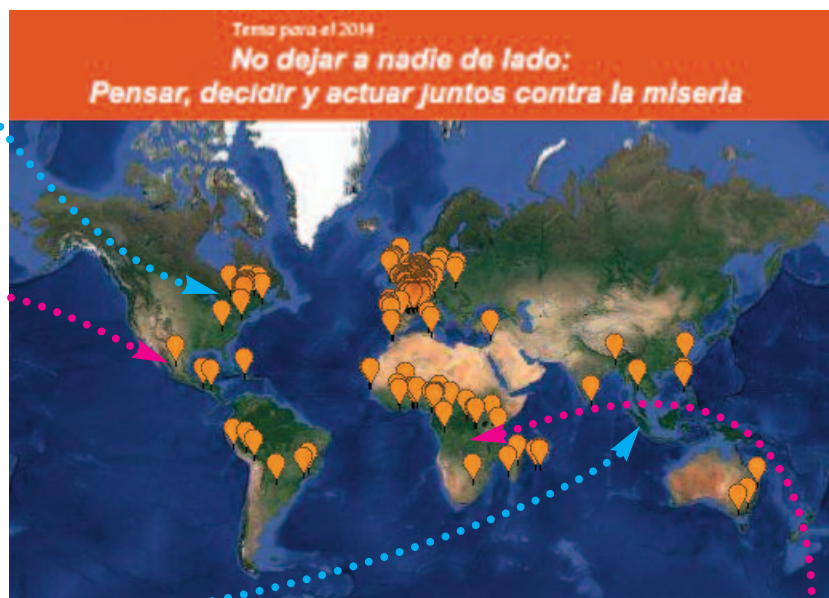 Tema para el 2014
No dejar a nadie de lado:
Pensar, decidir y actuar juntos contra la miseria